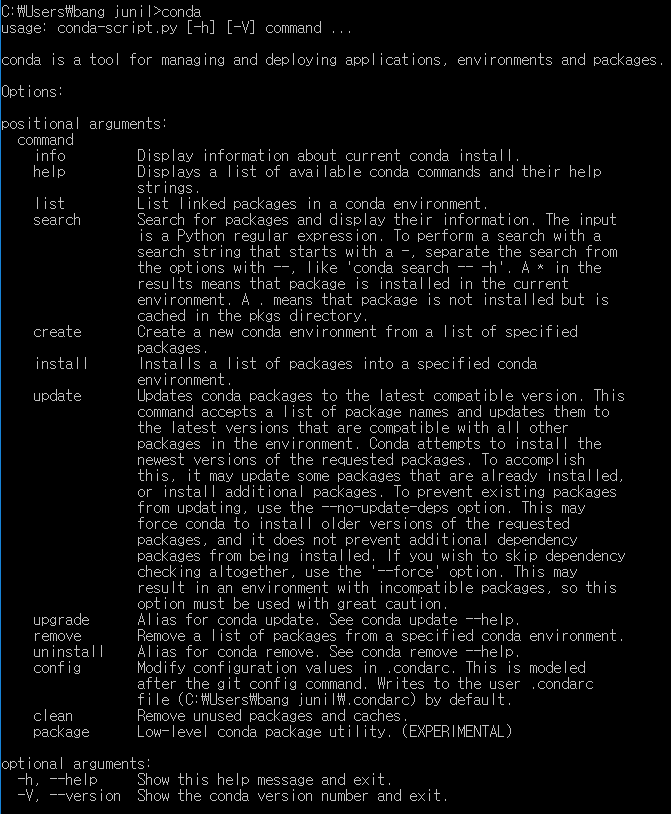 C:₩Users₩bang junil>conda
usage: conda-script.py [-h] [-V] command ...
conda is a tool for managing and deploying applications, environments and packages.
Options:
positional arguments:
command
info Display information about current conda install.
help Displays a list of available conda commands and their help
strings.
list List linked packages in a conda environment.
search Search for packages and display their information. The input
is a Python regular expression. To perform a search with a
search string that starts with a -, separate the search from
the options with --, like 'conda search -- -h'. A * in the
results means that package is installed in the current
environment. A . means that package is not installed but is
cached in the pkgs directory.
create Create a new conda environment from a list of specified
packages.
install Installs a list of packages into a specified conda
environment.
update Updates conda packages to the latest compatible version. This
command accepts a list of package names and updates them to
the latest versions that are compatible with all other
packages in the environment. Conda attempts to install the
newest versions of the requested packages. To accomplish
this, it may update some packages that are already installed,
or install additional packages. To prevent existing packages
from updating, use the --no-update-deps option. This may
force conda to install older versions of the requested
packages, and it does not prevent additional dependency
packages from being installed. If you wish to skip dependency
checking altogether, use the '--force' option. This may
result in an environment with incompatible packages, so this
option must be used with great caution.
upgrade Alias for conda update. See conda update --help.
remove Remove a list of packages from a specified conda environment.
uninstall Alias for conda remove. See conda remove --help.
config Modify configuration values in .condarc. This is modeled
after the git config command. Writes to the user .condarc
file (C:₩Users₩bang junil₩.condarc) by default.
clean Remove unused packages and caches.
package Low-level conda package utility. (EXPERIMENTAL)
optional arguments:
-h, --help Show this help message and exit.
-V, --version Show the conda version number and exit.